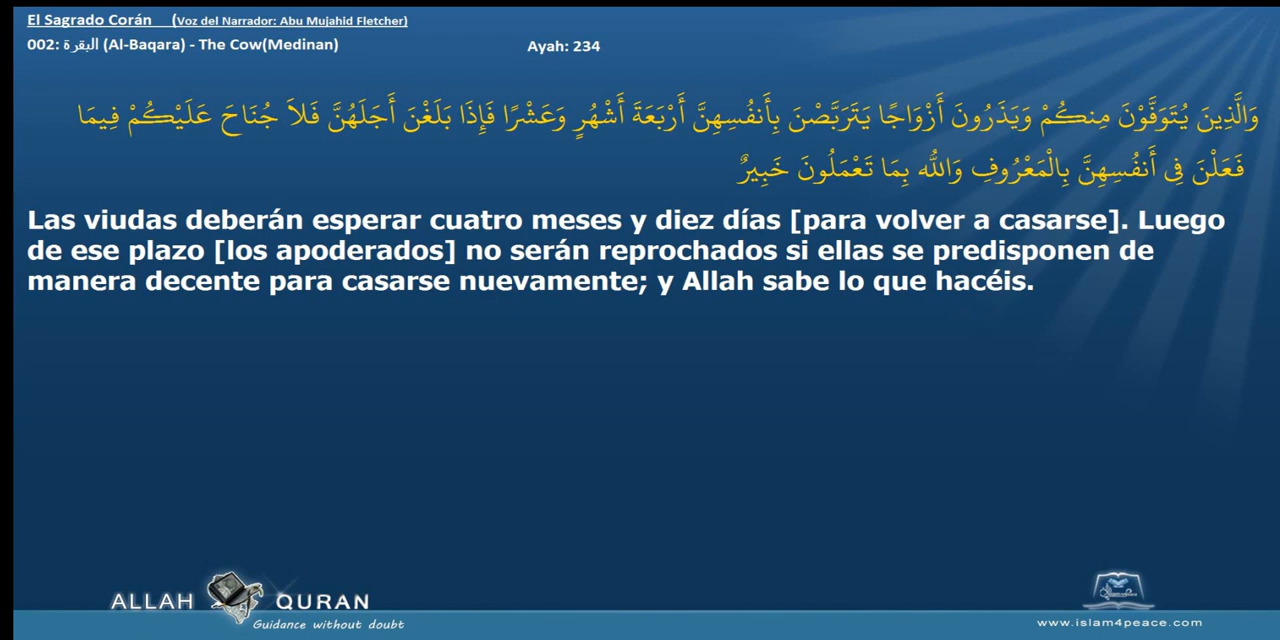 El Sagrado Corán (Voz del Narrador: Abu Mujahid Fletcher)
002: البقرة (Al-Baqara) - The Cow(Medinan) Ayah: 234
وَالَّذِينَ يُتَوَفَّوْنَ مِنكُمْ وَيَذَرُونَ أَزْوَاجًا يَتَرَبَّصْنَ بِأَنفُسِهِنَّ أَرْبَعَةَ أَشْهُرٍ وَعَشْرًا فَإِذَا بَلَغْنَ أَجَلَهُنَّ فَلاَ جُنَاحَ عَلَيْكُمْ فِيمَا
فَعَلْنَ فِي أَنفُسِهِنَّ بِالْمَعْرُوفِ وَاللّه بِمَا تَعْمَلُونَ خَبِيرٌ
Las viudas deberán esperar cuatro meses y diez días [para volver a casarse]. Luego
de ese plazo [los apoderados] no serán reprochados si ellas se predisponen de
manera decente para casarse nuevamente; y Allah sabe lo que hacéis.
ALLAH QURAN
Guidance without doubt
www.islam4peace.com